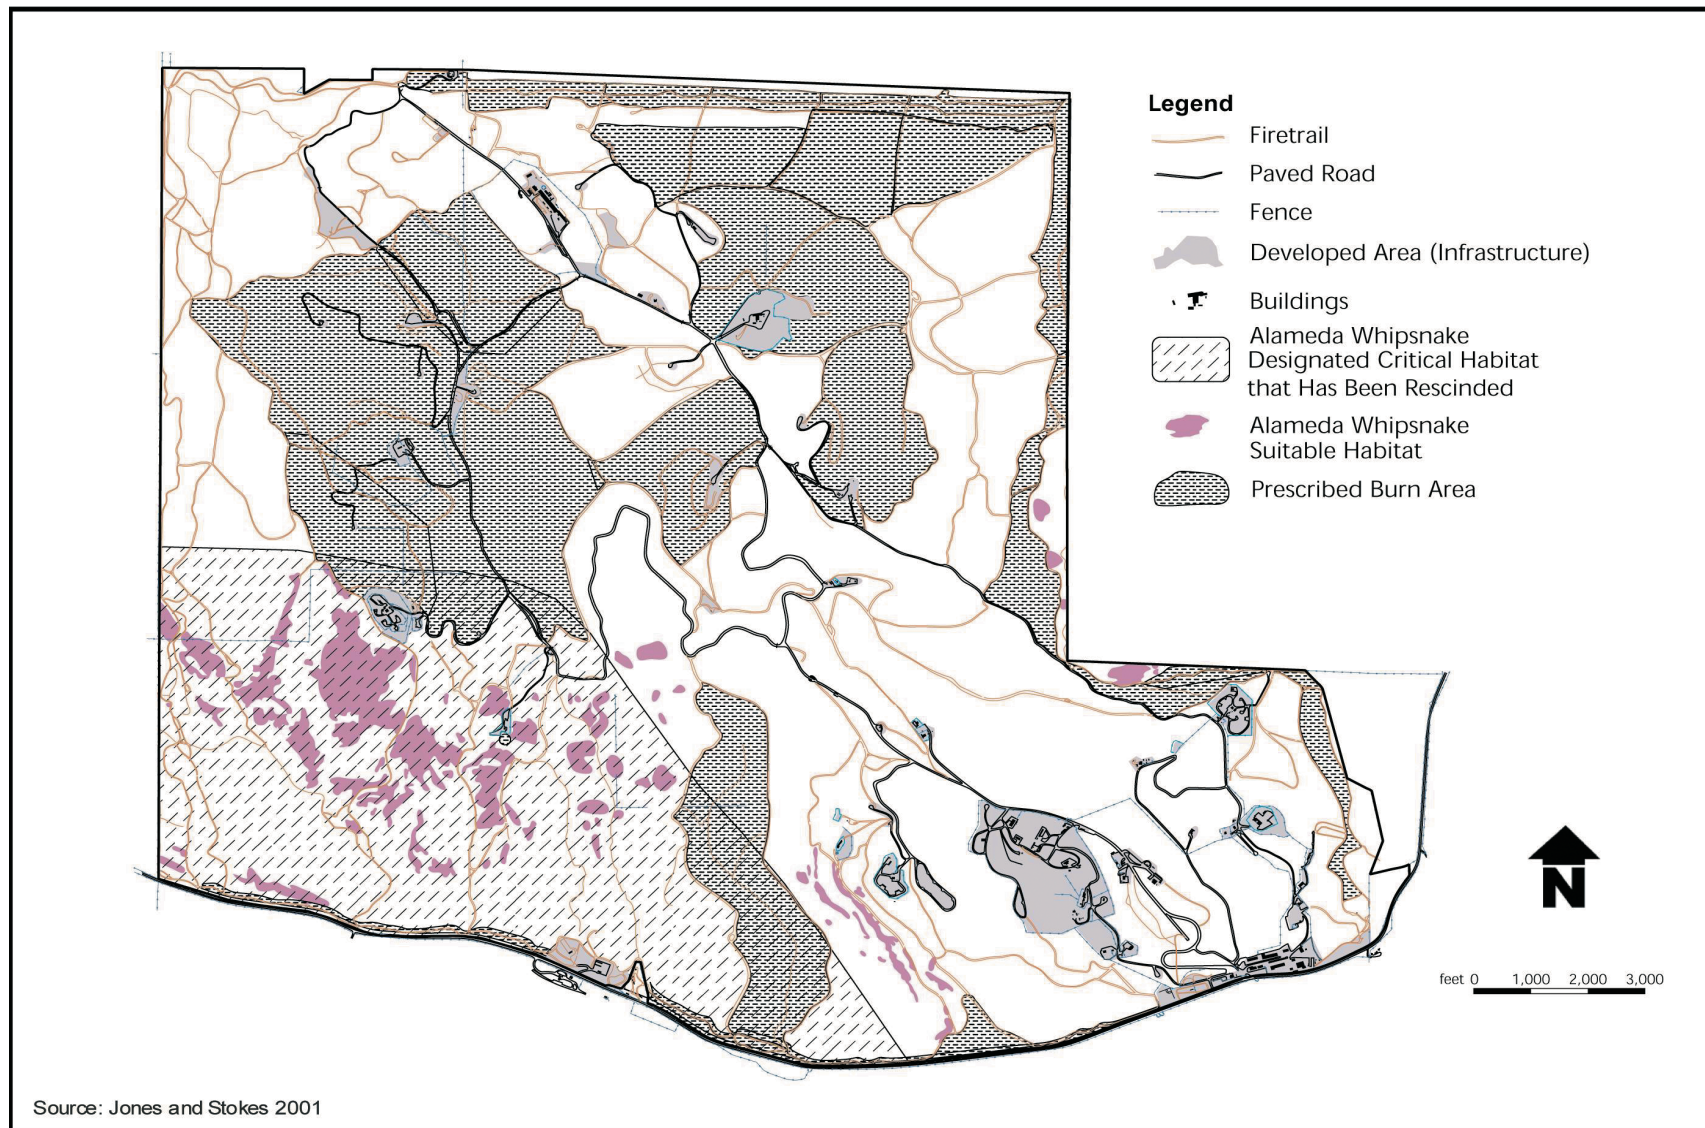 Legend
Firetrail
Paved Road
Fence
Developed Area (Infrastructure)
Buildings
Alameda Whipsnake
Designated Critical Habitat
that Has Been Rescinded
Alameda Whipsnake
Suitable Habitat
Prescribed Burn Area
N
feet 0 1,000 2,000 3,000
Source: Jones and Stokes 2001